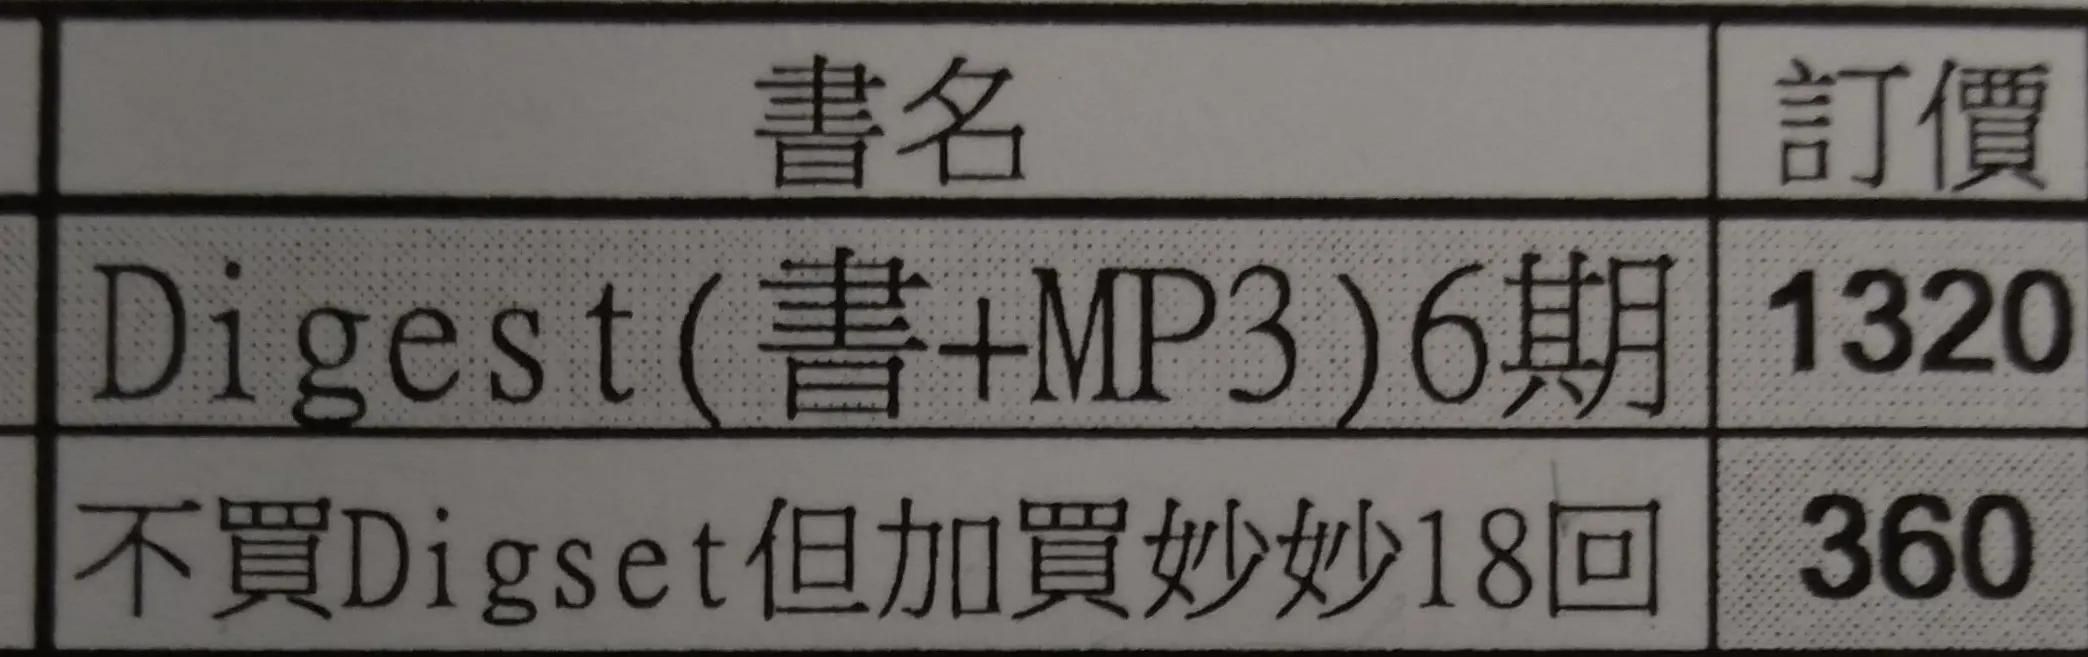 書名 訂價
Digest(書+MP3)6期 1320
不買Digset但加買妙妙18回 360